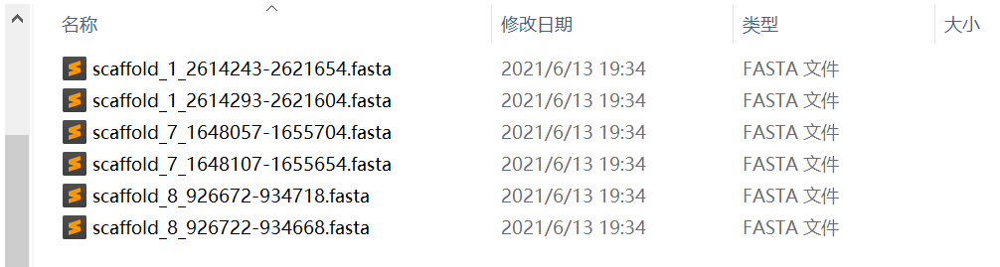 名称 修改日期 类型 大小
scaffold_1_2614243-2621654.fasta 2021/6/13 19:34 FASTA 文件
scaffold_1_2614293-2621604.fasta 2021/6/13 19:34 FASTA 文件
scaffold_7_1648057-1655704.fasta 2021/6/13 19:34 FASTA 文件
scaffold_7_1648107-1655654.fasta 2021/6/13 19:34 FASTA 文件
scaffold_8_926672-934718.fasta 2021/6/13 19:34 FASTA 文件
scaffold_8_926722-934668.fasta 2021/6/13 19:34 FASTA 文件